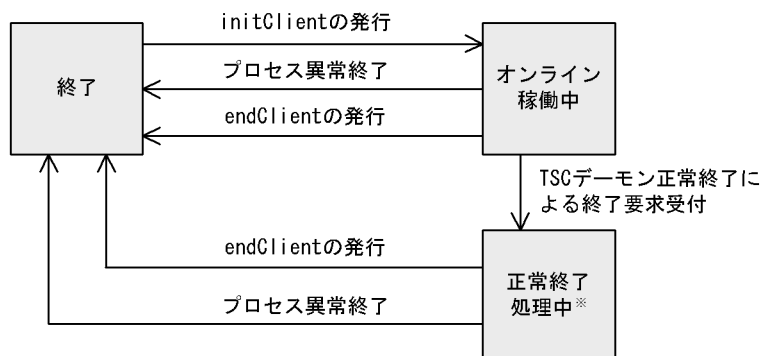 initClientの発行
プロセス異常終了
endClientの発行
終了
オンライン
稼働中
TSCデーモン正常終了に
よる終了要求受付
endClientの発行
プロセス異常終了
正常終了
処理中※